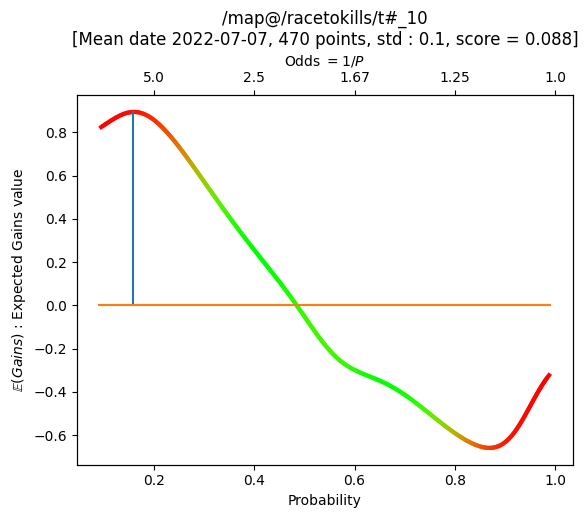 /map@/racetokills/t#_10
[Mean date 2022-07-07, 470 points, std : 0.1, score = 0.088]
Odds = 1/P
5.0 2.5 1.67 1.25 1.0
0.8
0.6
0.4
0.2
0.0
−0.2
−0.4
−0.6
𝔼(Gains) : Expected Gains value
0.2 0.4 0.6 0.8 1.0
Probability